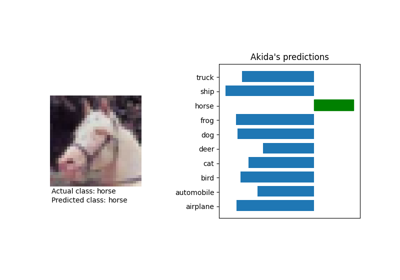 Akida's predictions
truck
ship
horse
frog
dog
deer
cat
bird
automobile
airplane
Actual class: horse
Predicted class: horse